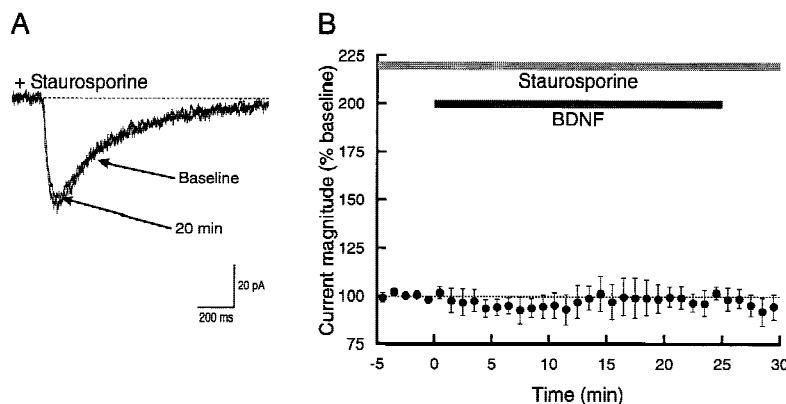 A
+ Staurosporine
Baseline
20 min
20 pA
200 ms
B
Current magnitude (% baseline)
225
200
175
150
125
100
75
Staurosporine
BDNF
-5 0 5 10 15 20 25 30
Time (min)